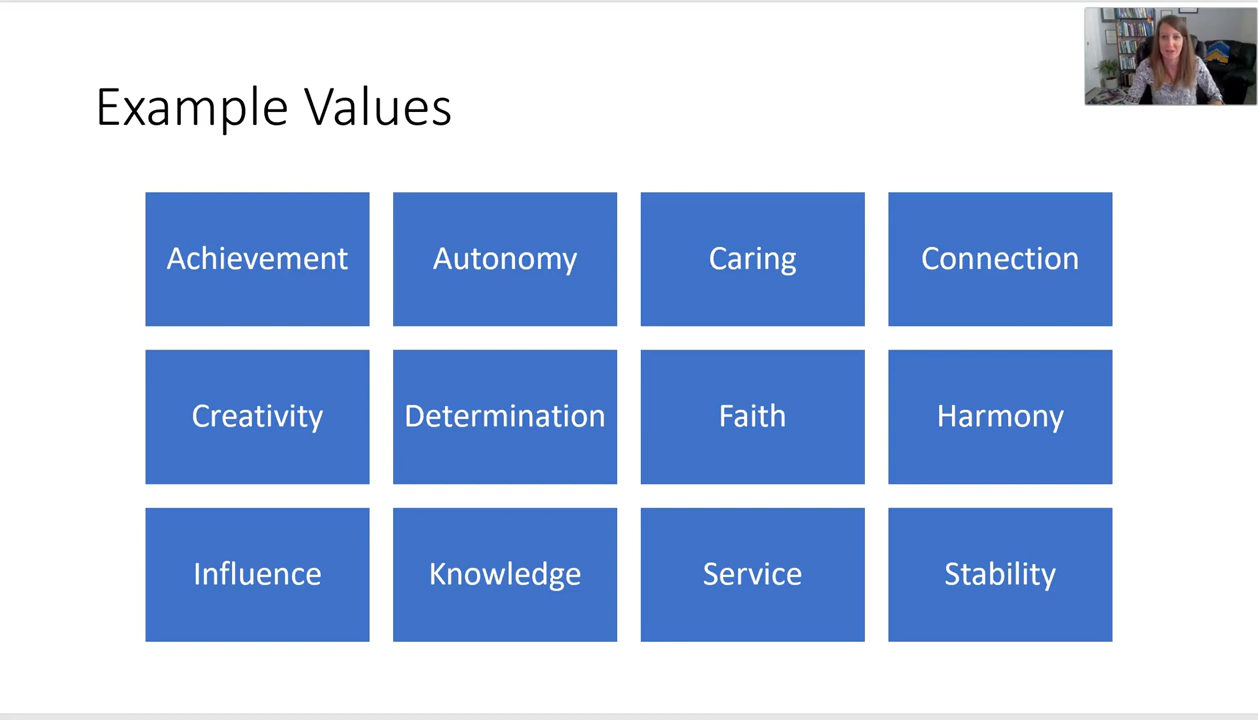 Example Values
Achievement
Autonomy
Caring
Connection
Creativity
Determination
Faith
Harmony
Influence
Knowledge
Service
Stability